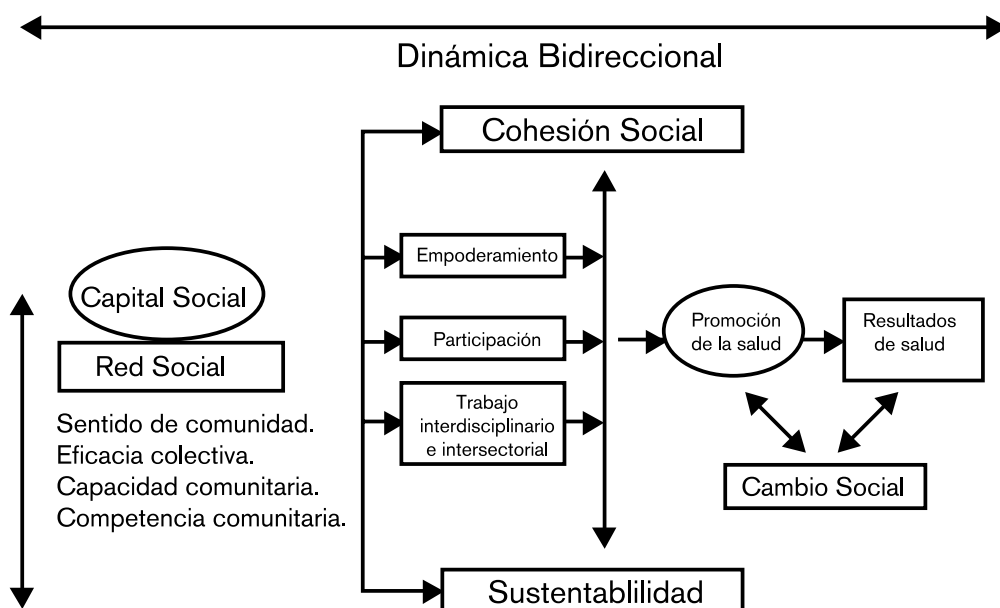 Dinámica Bidireccional
Cohesión Social
Empoderamiento
Capital Social
Participación
Promoción
de la salud
Resultados
de salud
Red Social
Trabajo
interdisciplinario
e intersectorial
Sentido de comunidad.
Eficacia colectiva.
Capacidad comunitaria.
Competencia comunitaria.
Cambio Social
Sustentablilidad